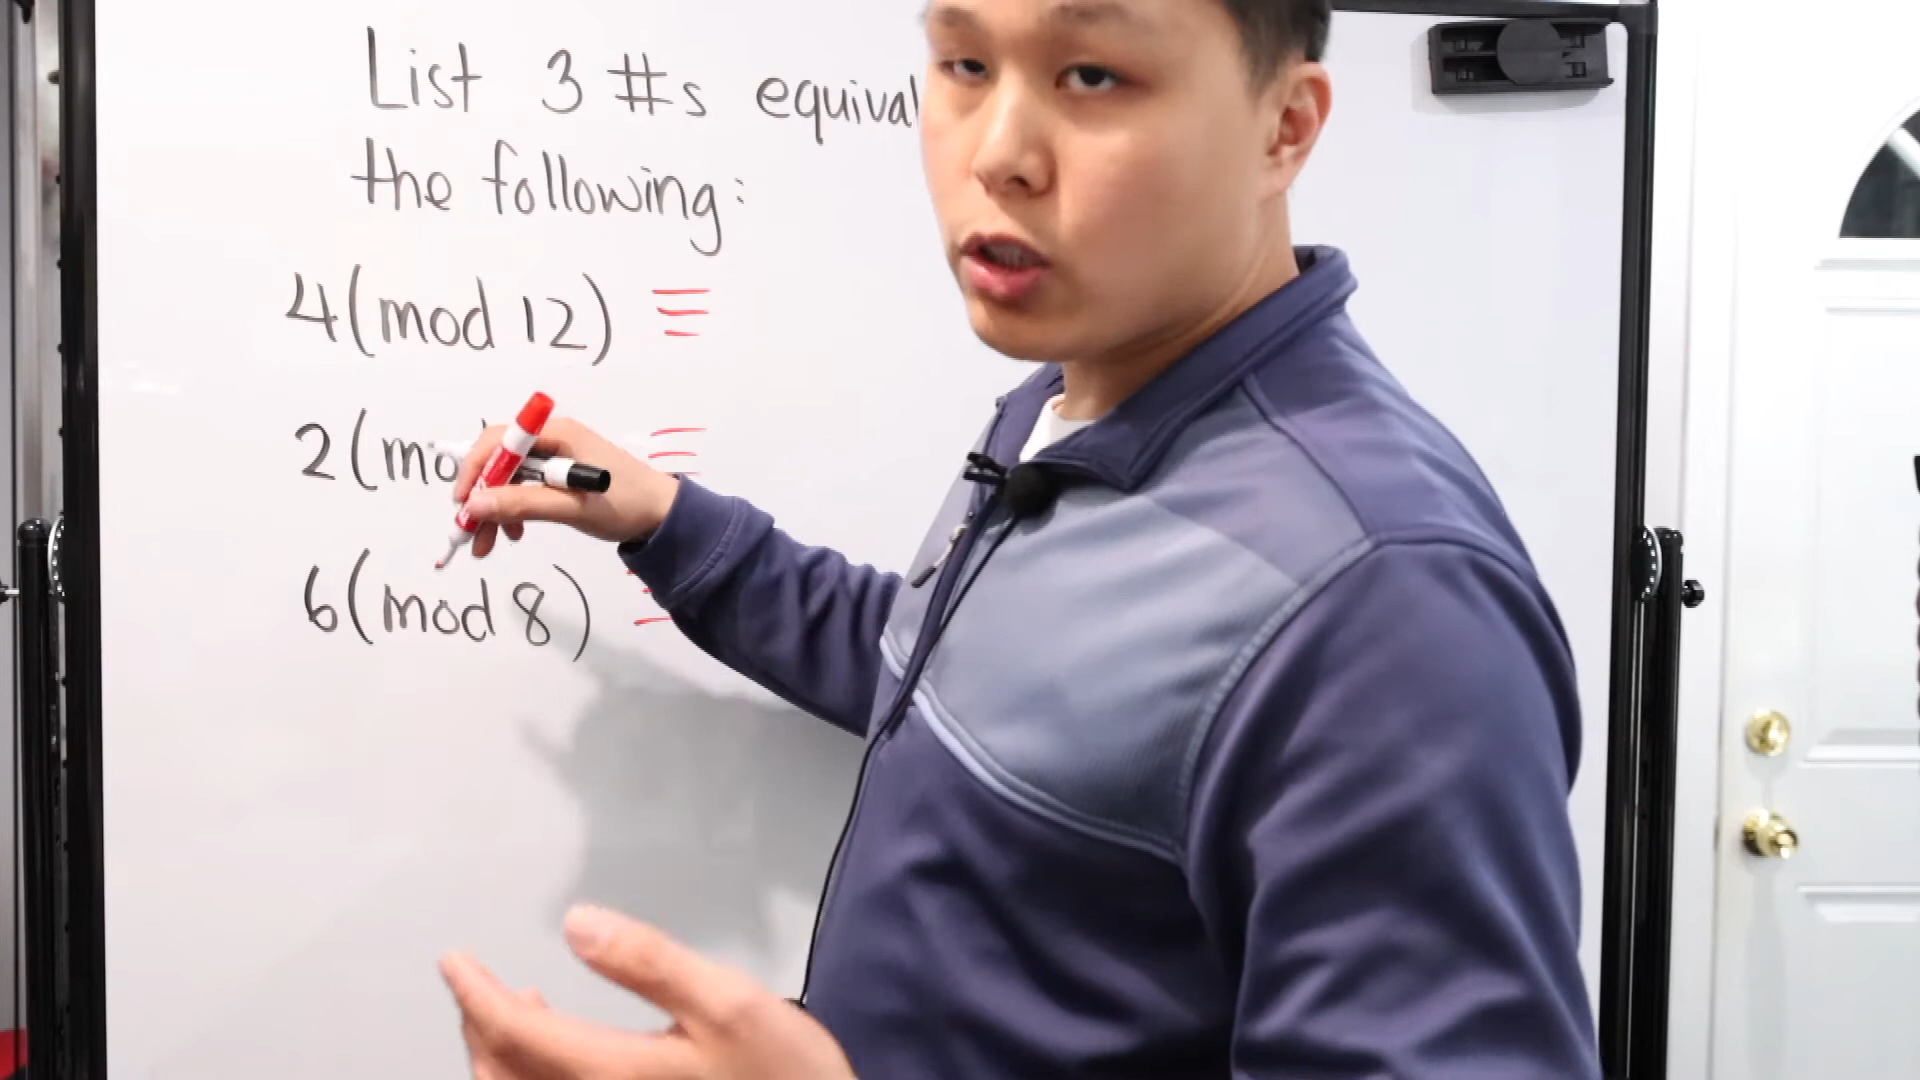 List 3 #s equival
the following:
4(mod 12) ≡
2(mo ≡
6(mod 8) ≡